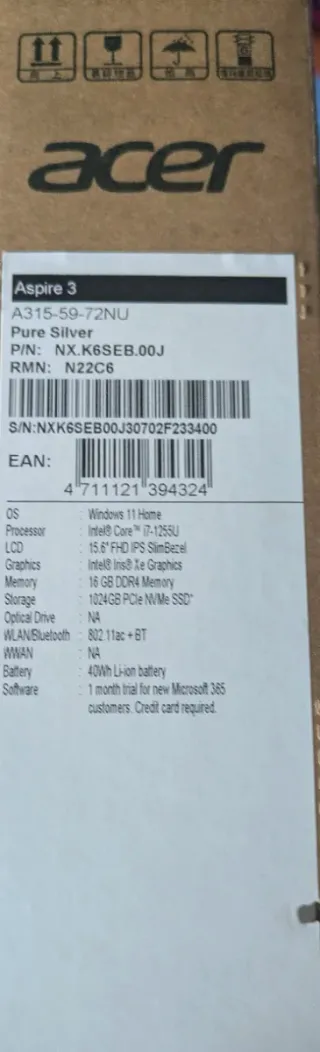 向上
acer
Aspire 3
A315-59-72NU
Pure Silver
P/N: NX.K6SEB.00J
RMN: N22C6
S/N:NXK6SEB00J30702F233400
EAN:
4 711121 394324
OS : Windows 11 Home
Processor : Intel® Core™ i7-1255U
LCD : 15.6" FHD IPS SlimBezel
Graphics : Intel® Iris® Xe Graphics
Memory : 16 GB DDR4 Memory
Storage : 1024GB PCIe NVMe SSD*
Optical Drive : NA
WLAN/Bluetooth : 802.11ac + BT
WWAN : NA
Battery : 40Wh Li-ion battery
Software : 1 month trial for new Microsoft 365
customers. Credit card required.